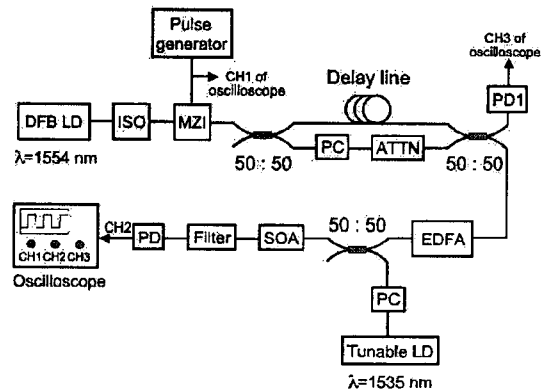 Pulse
generator
CH1 of
oscilloscope
CH3 of
oscilloscope
Delay line
PD1
DFB LD
ISO
MZI
λ=1554 nm
50 : 50
PC
ATTN
50 : 50
CH1 CH2 CH3
Oscilloscope
CH2
PD
Filter
SOA
50 : 50
EDFA
PC
Tunable LD
λ=1535 nm